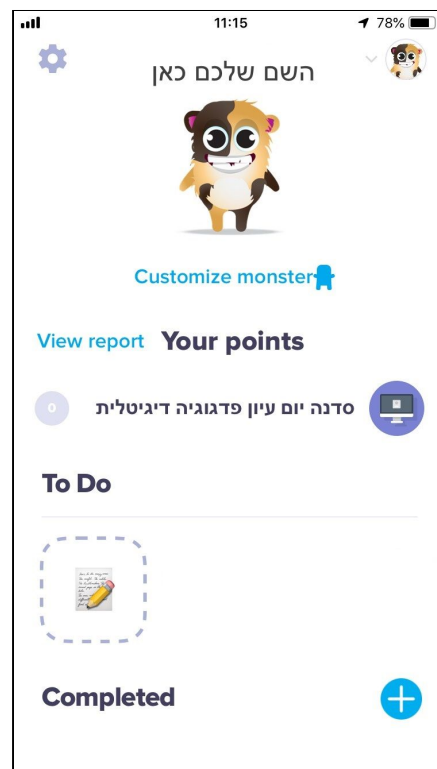 11:15 78%
השם שלכם כאן
Customize monster
View report Your points
סדנה יום עיון פדגוגיה דיגיטלית
0
To Do
Completed